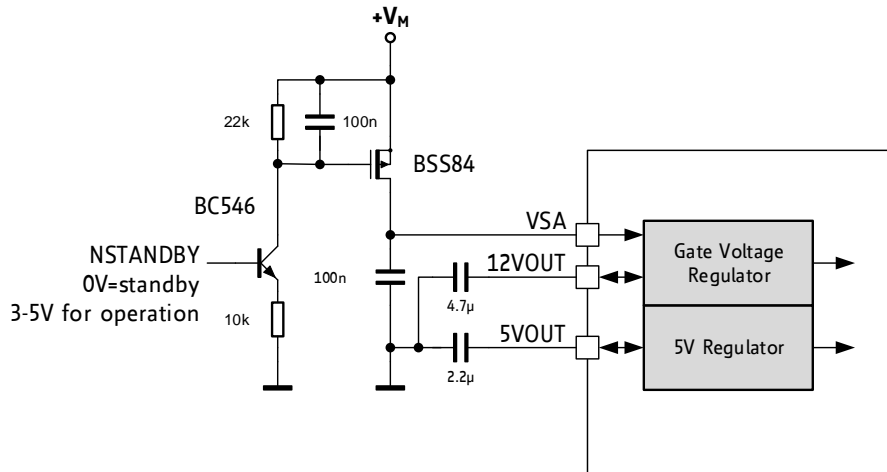 +VM
22k
100n
BSS84
BC546
VSA
NSTANDBY
0V=standby
3-5V for operation
12VOUT
Gate Voltage
Regulator
100n
4.7µ
10k
5VOUT
5V Regulator
2.2µ